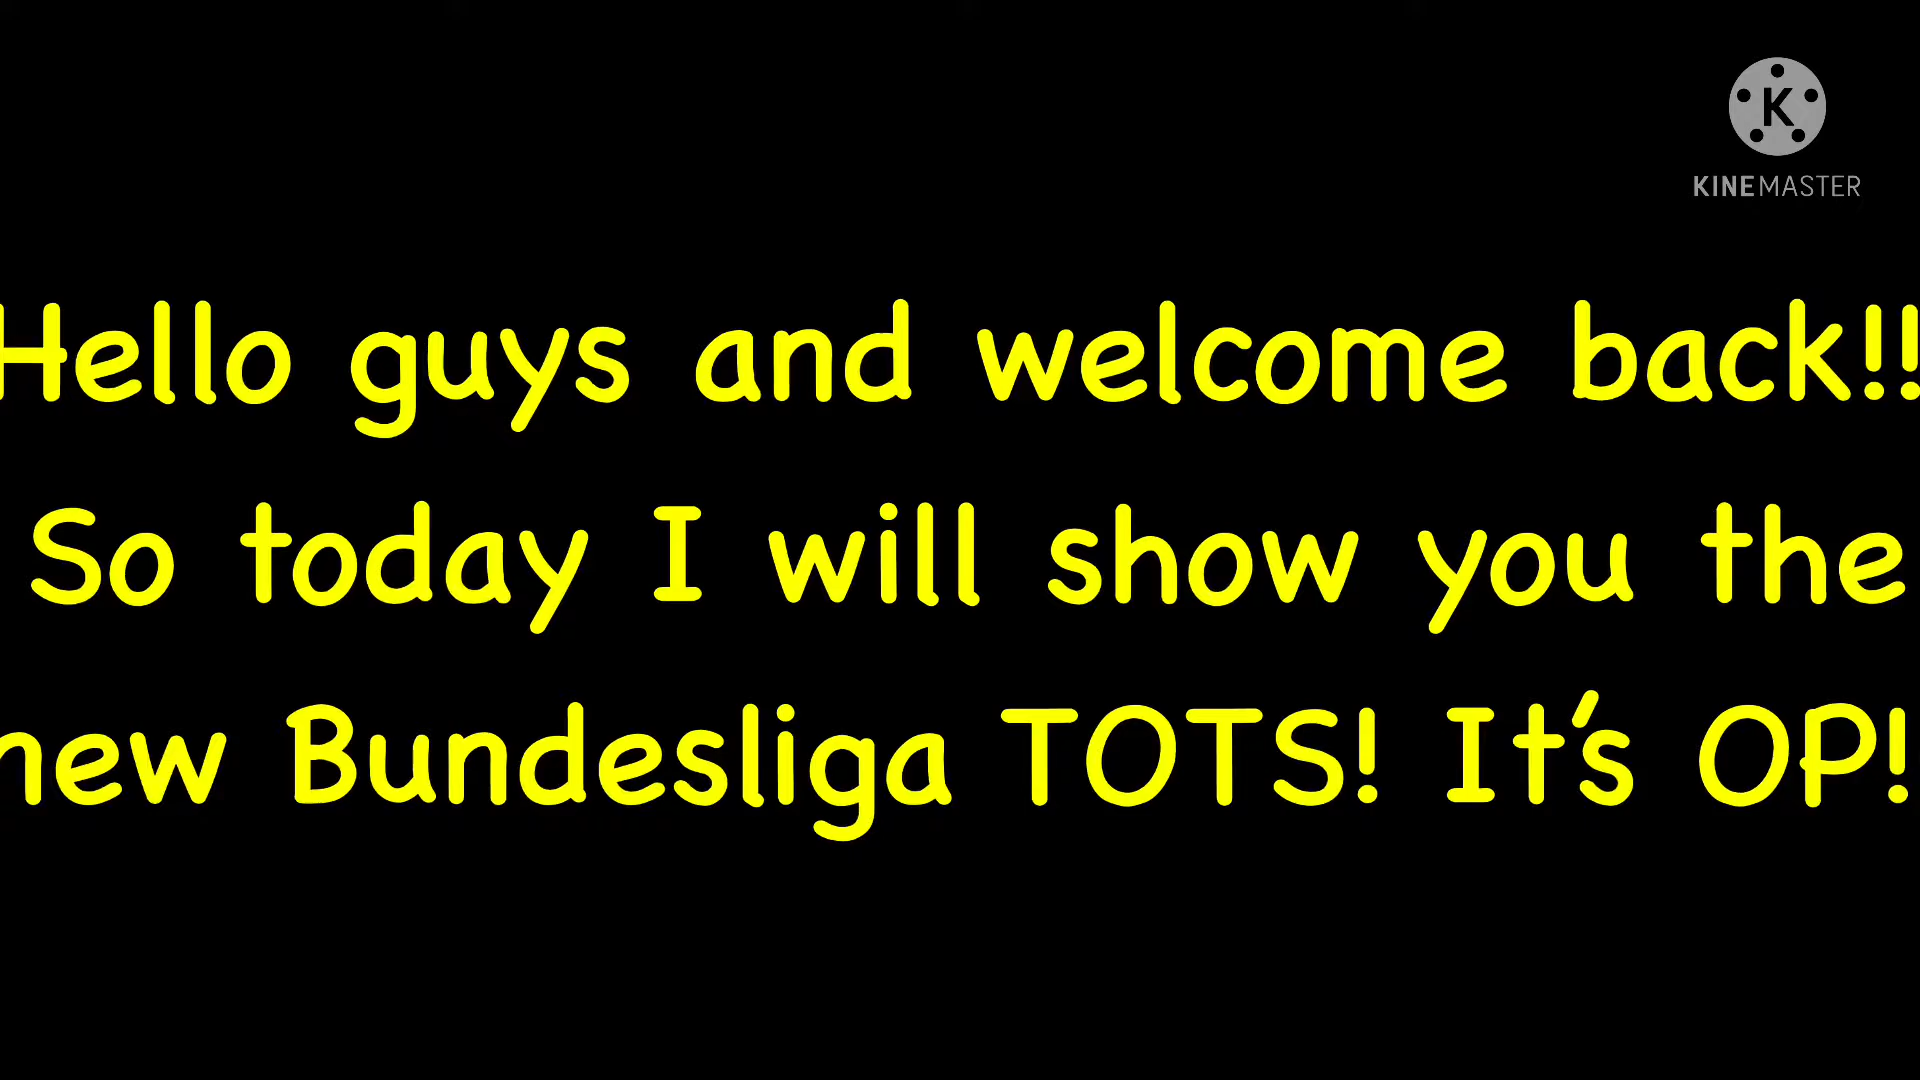 K
KINEMASTER
Hello guys and welcome back!!
So today I will show you the
new Bundesliga TOTS! It's OP!